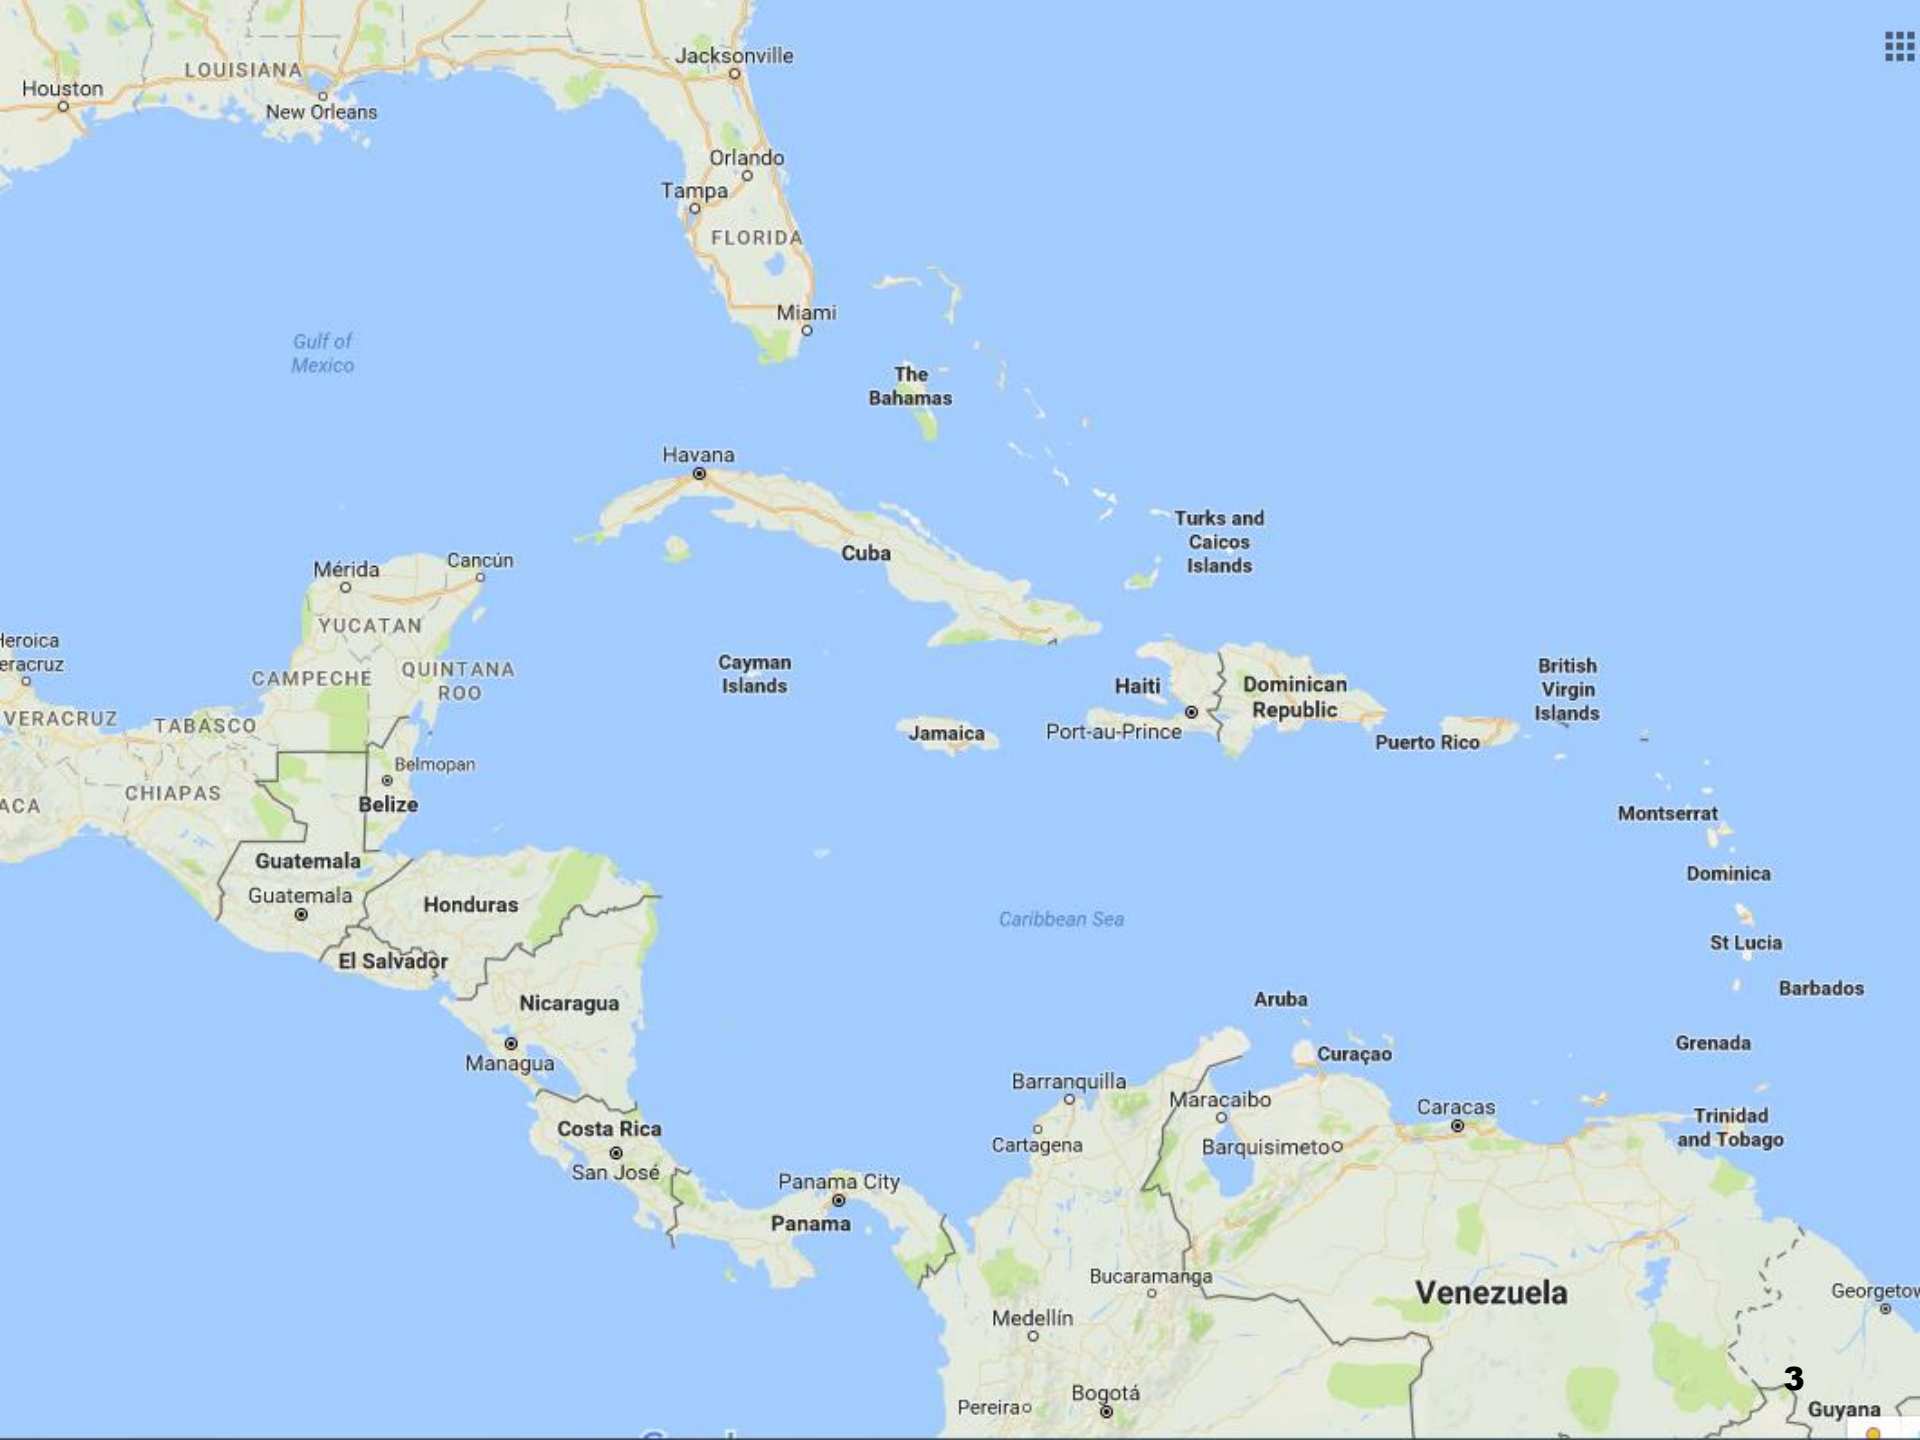 Jacksonville
LOUISIANA
Houston
New Orleans
Orlando
Tampa
FLORIDA
Miami
Gulf of
Mexico
The
Bahamas
Havana
Turks and
Caicos
Islands
Cuba
Cancún
Mérida
YUCATAN
Heroica
eracruz
CAMPECHE
QUINTANA
ROO
Cayman
Islands
Haiti
Dominican
Republic
British
Virgin
Islands
VERACRUZ
TABASCO
Jamaica
Port-au-Prince
Puerto Rico
Belmopan
CHIAPAS
ACA
Belize
Montserrat
Guatemala
Guatemala
Dominica
Honduras
Caribbean Sea
El Salvador
St Lucia
Nicaragua
Barbados
Aruba
Managua
Grenada
Curaçao
Barranquilla
Maracaibo
Caracas
Costa Rica
Cartagena
Barquisimeto
Trinidad
and Tobago
San José
Panama City
Panama
Bucaramanga
Venezuela
Georgetow
Medellín
3
Bogotá
Pereira
Guyana